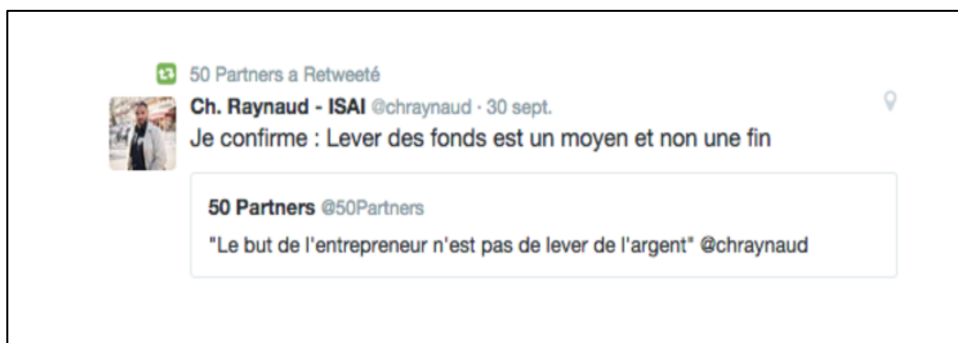 50 Partners a Retweeté
Ch. Raynaud - ISAI @chraynaud · 30 sept.
Je confirme : Lever des fonds est un moyen et non une fin
50 Partners @50Partners
"Le but de l'entrepreneur n'est pas de lever de l'argent" @chraynaud